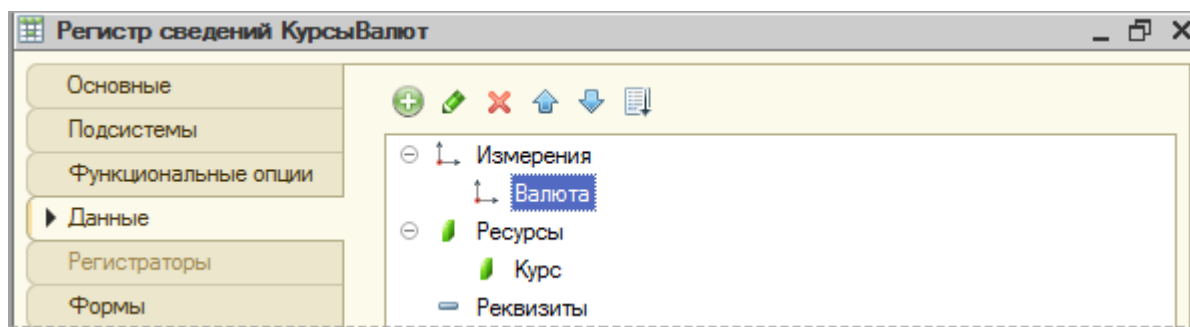 Регистр сведений КурсыВалют
Основные
Подсистемы
Функциональные опции
Данные
Регистраторы
Формы
Измерения
Валюта
Ресурсы
Курс
Реквизиты